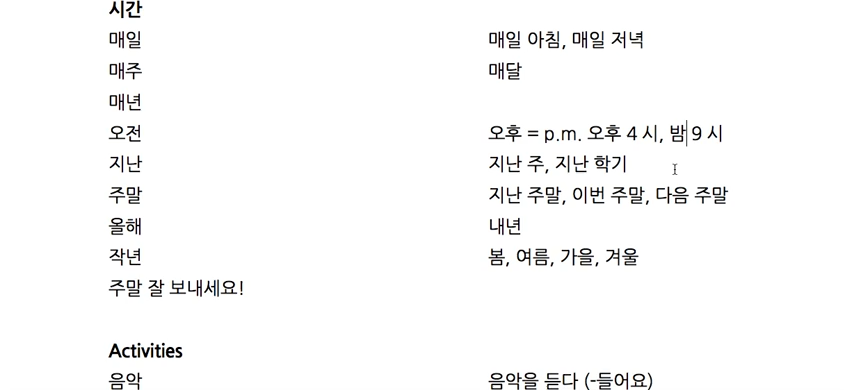 시간
매일 매일 아침, 매일 저녁
매주 매달
매년
오전 오후 = p.m. 오후 4 시, 밤 9 시
지난 지난 주, 지난 학기
주말 지난 주말, 이번 주말, 다음 주말
올해 내년
작년 봄, 여름, 가을, 겨울
주말 잘 보내세요!
Activities
음악 음악을 듣다 (-들어요)